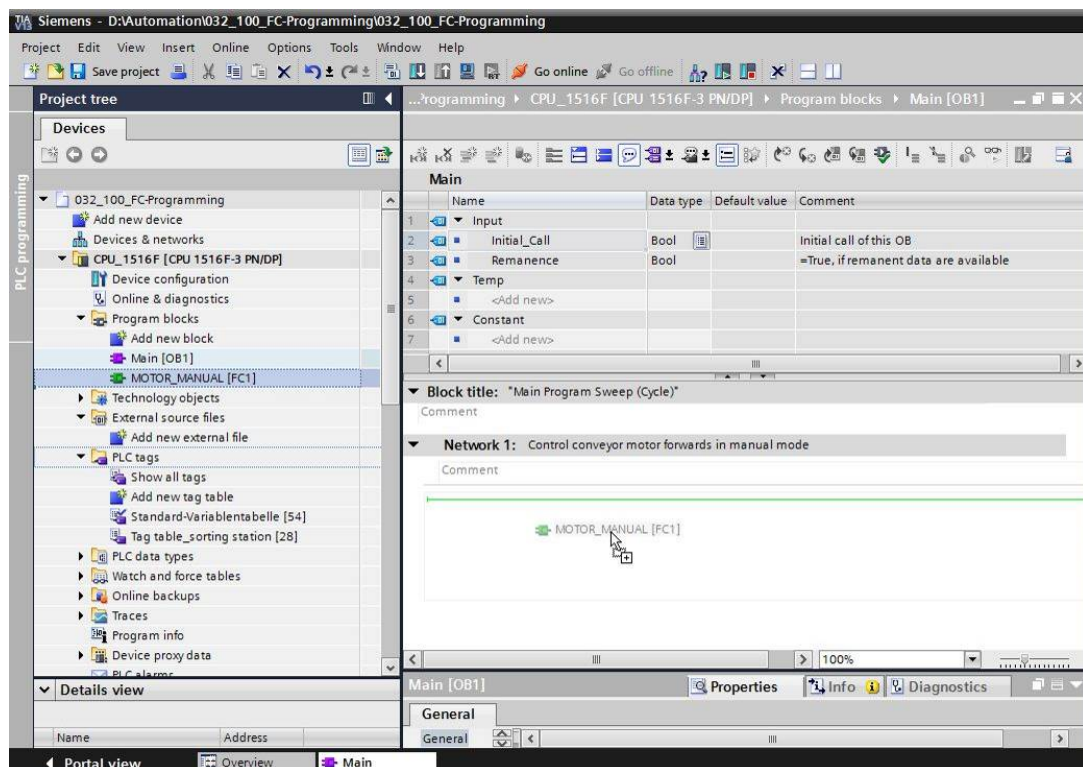 Siemens - D:\Automation\032_100_FC-Programming\032_100_FC-Programming
Project Edit View Insert Online Options Tools Window Help
Save project Go online Go offline
Project tree
...rogramming ▸ CPU_1516F [CPU 1516F-3 PN/DP] ▸ Program blocks ▸ Main [OB1]
Devices
PLC programming
032_100_FC-Programming
Add new device
Devices & networks
CPU_1516F [CPU 1516F-3 PN/DP]
Device configuration
Online & diagnostics
Program blocks
Add new block
Main [OB1]
MOTOR_MANUAL [FC1]
Technology objects
External source files
Add new external file
PLC tags
Show all tags
Add new tag table
Standard-Variablentabelle [54]
Tag table_sorting station [28]
PLC data types
Watch and force tables
Online backups
Traces
Program info
Device proxy data
PLC alarms
Details view
Name Address
Main
Name Data type Default value Comment
1 Input
2 Initial_Call Bool Initial call of this OB
3 Remanence Bool =True, if remanent data are available
4 Temp
5 <Add new>
6 Constant
7 <Add new>
Block title: "Main Program Sweep (Cycle)"
Comment
Network 1: Control conveyor motor forwards in manual mode
Comment
MOTOR_MANUAL [FC1]
100%
Main [OB1] Properties Info Diagnostics
General
General
Portal view Overview Main